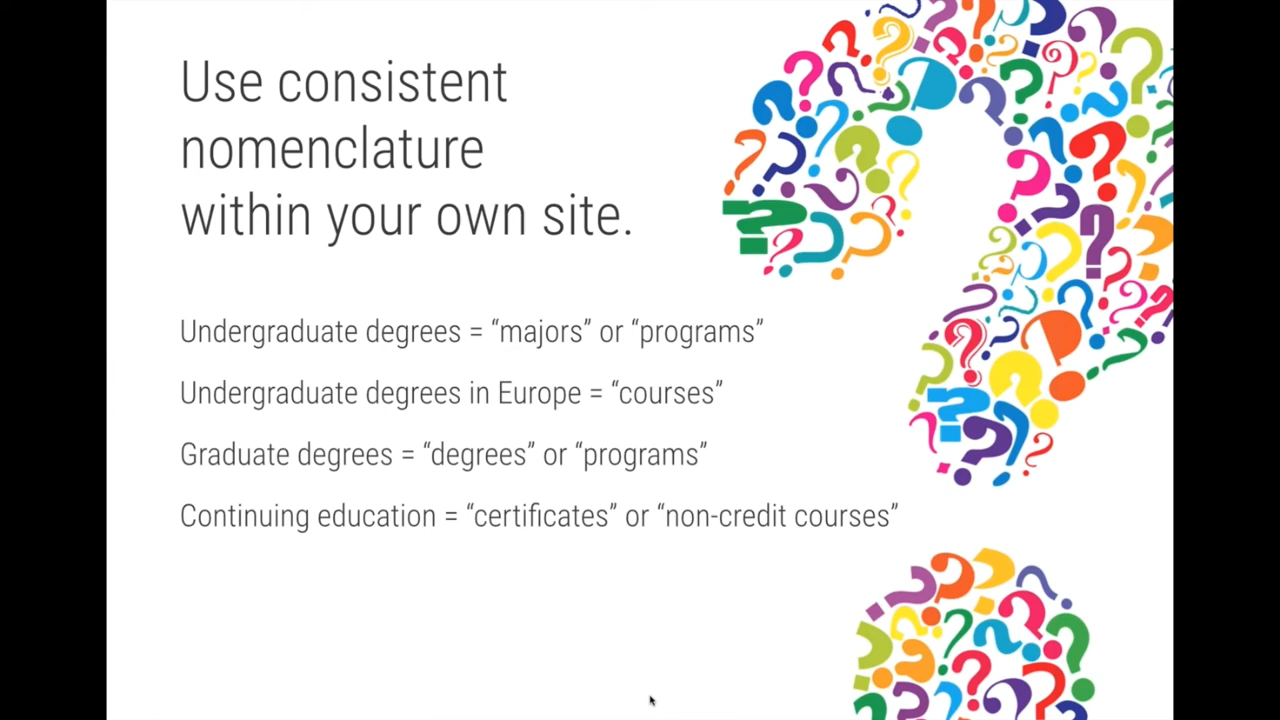 Use consistent
nomenclature
within your own site.
Undergraduate degrees = “majors” or “programs”
Undergraduate degrees in Europe = “courses”
Graduate degrees = “degrees” or “programs”
Continuing education = “certificates” or “non-credit courses”